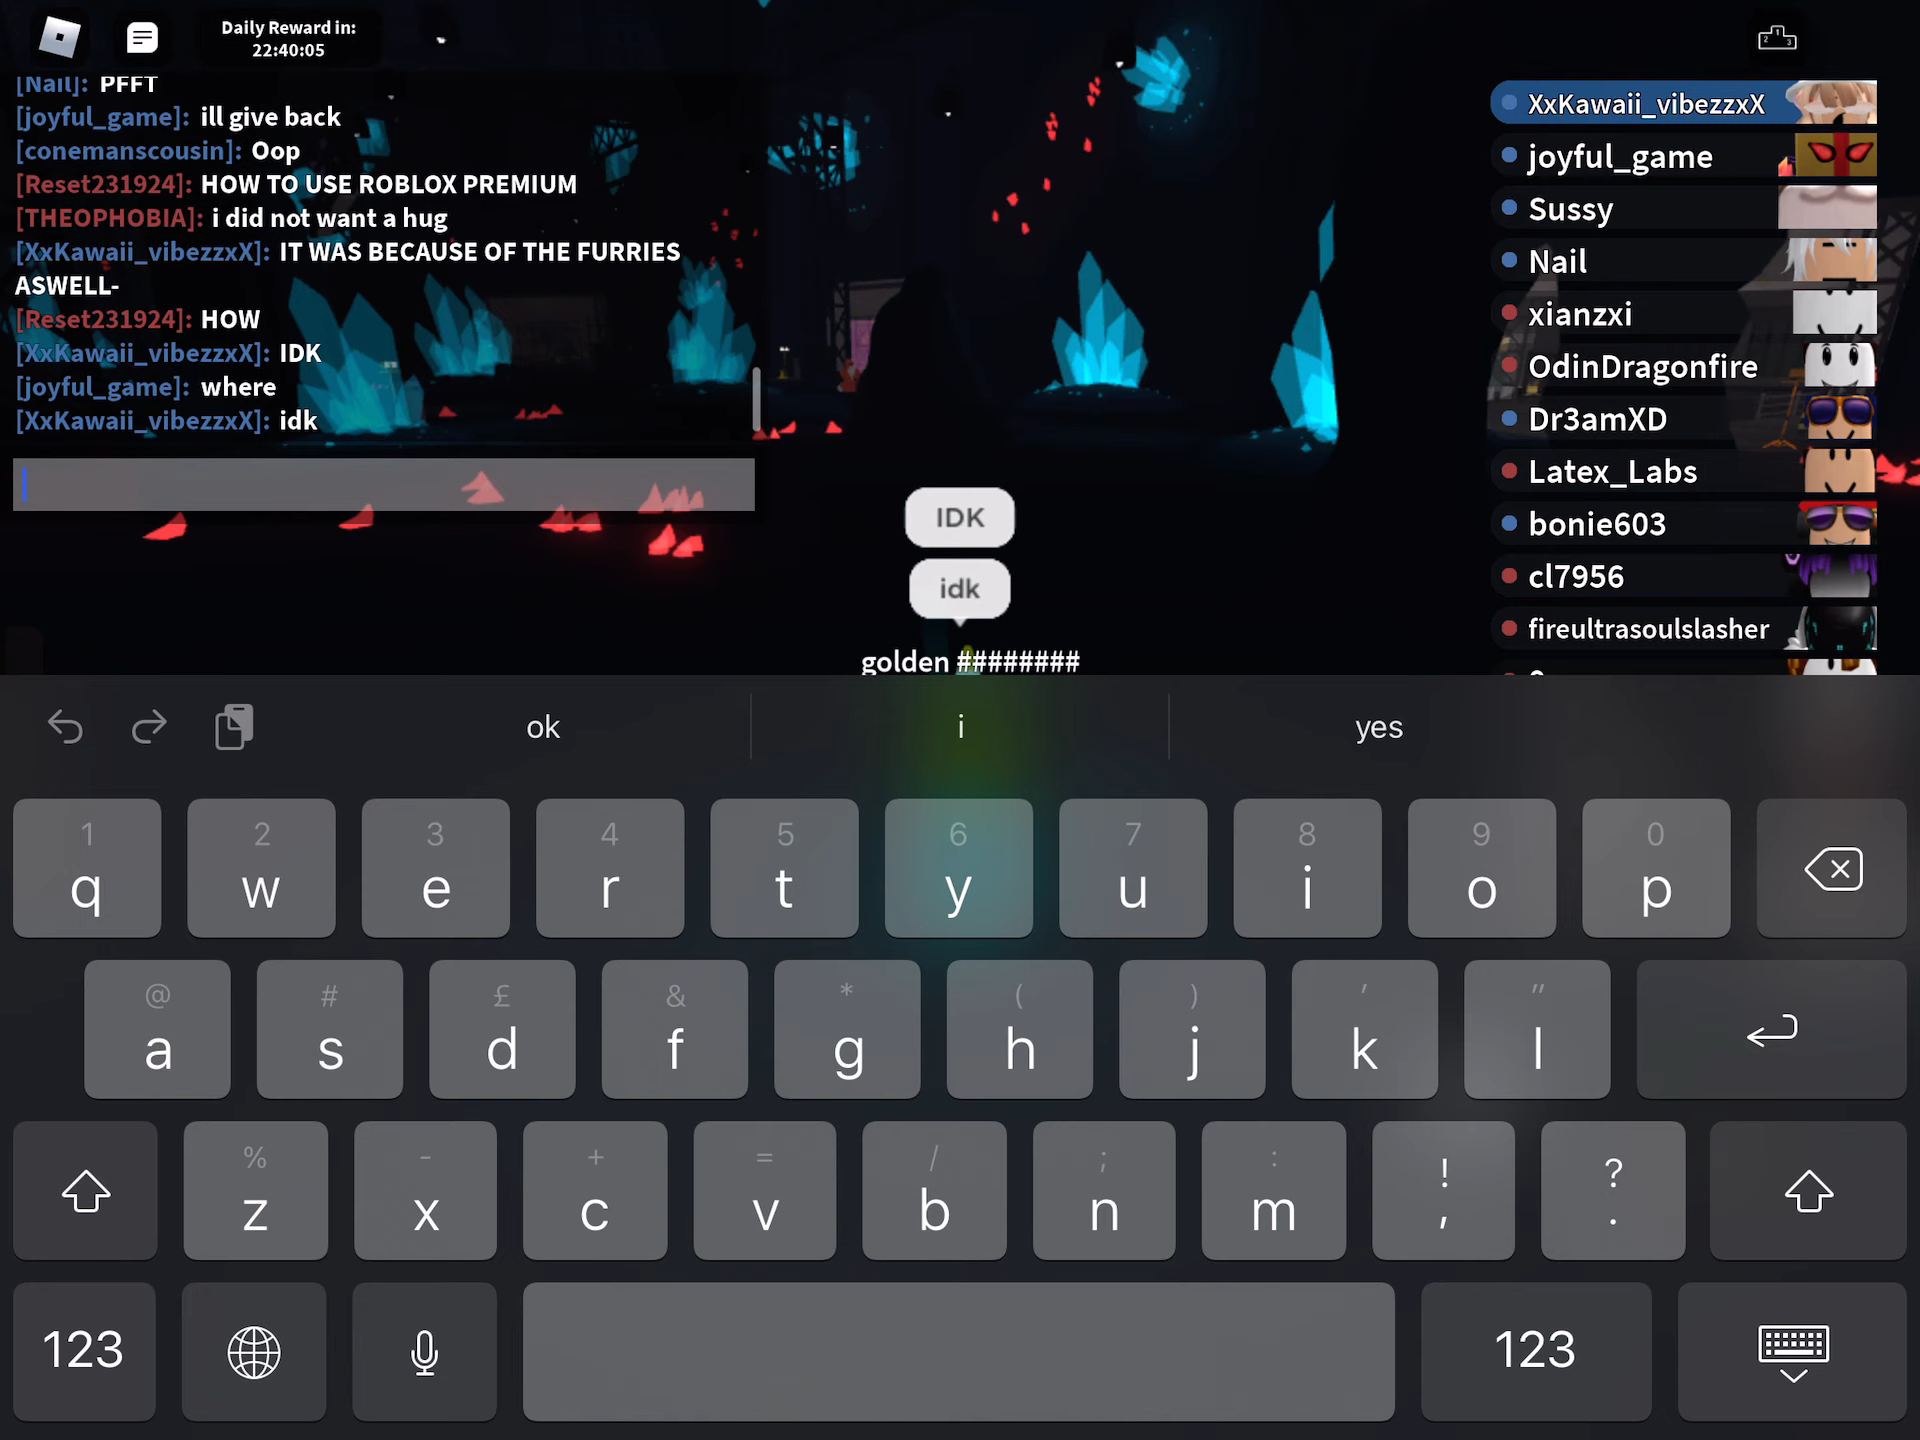 Daily Reward in:
22:40:05
[Nail]: PFFT
[joyful_game]: ill give back
[conemanscousin]: Oop
[Reset231924]: HOW TO USE ROBLOX PREMIUM
[THEOPHOBIA]: i did not want a hug
[XxKawaii_vibezzxX]: IT WAS BECAUSE OF THE FURRIES
ASWELL-
[Reset231924]: HOW
[XxKawaii_vibezzxX]: IDK
[joyful_game]: where
[XxKawaii_vibezzxX]: idk
2 1 3
XxKawaii_vibezzxX
joyful_game
Sussy
Nail
xianzxi
OdinDragonfire
Dr3amXD
Latex_Labs
bonie603
cl7956
fireultrasoulslasher
IDK
idk
golden ########
ok i yes
1 2 3 4 5 6 7 8 9 0
q w e r t y u i o p
@ # £ & * ( ) ' "
a s d f g h j k l
% - + = / ; : ! ?
z x c v b n m , .
123 123